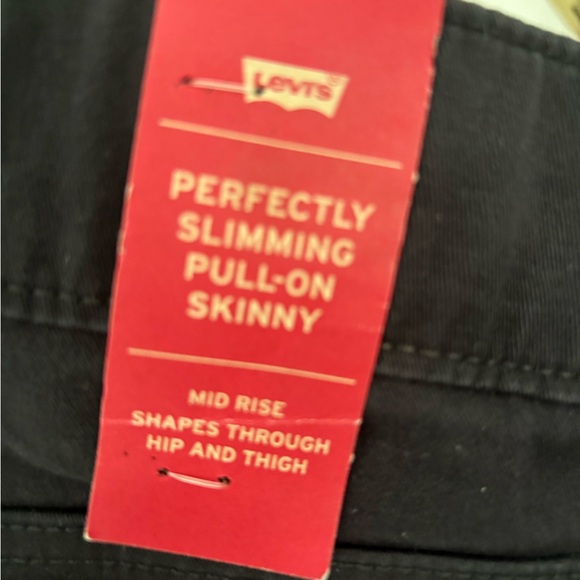 Levi's
PERFECTLY
SLIMMING
PULL-ON
SKINNY
MID RISE
SHAPES THROUGH
HIP AND THIGH